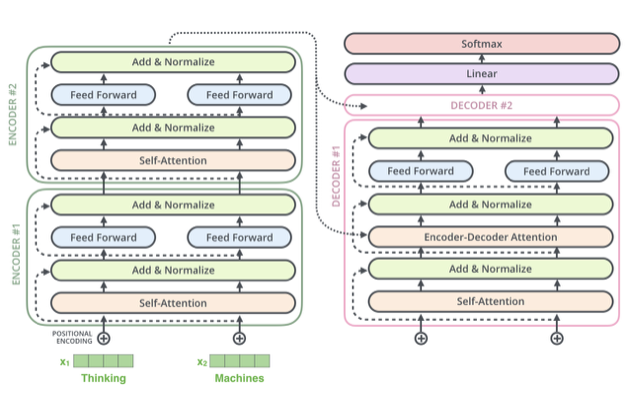 ENCODER #2
Add & Normalize
Feed Forward
Feed Forward
Add & Normalize
Self-Attention
ENCODER #1
Add & Normalize
Feed Forward
Feed Forward
Add & Normalize
Self-Attention
POSITIONAL
ENCODING
x₁
x₂
Thinking
Machines
Softmax
Linear
DECODER #2
DECODER #1
Add & Normalize
Feed Forward
Feed Forward
Add & Normalize
Encoder-Decoder Attention
Add & Normalize
Self-Attention